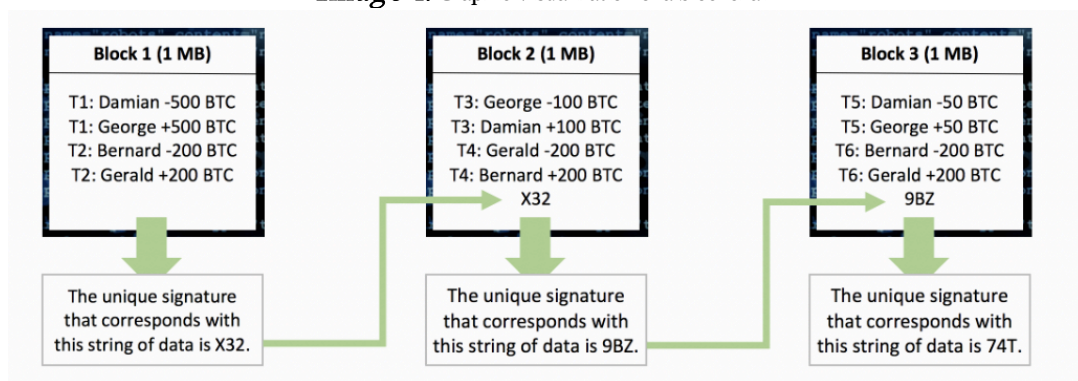 Block 1 (1 MB)
T1: Damian -500 BTC
T1: George +500 BTC
T2: Bernard -200 BTC
T2: Gerald +200 BTC
The unique signature
that corresponds with
this string of data is X32.
Block 2 (1 MB)
T3: George -100 BTC
T3: Damian +100 BTC
T4: Gerald -200 BTC
T4: Bernard +200 BTC
X32
The unique signature
that corresponds with
this string of data is 9BZ.
Block 3 (1 MB)
T5: Damian -50 BTC
T5: George +50 BTC
T6: Bernard -200 BTC
T6: Gerald +200 BTC
9BZ
The unique signature
that corresponds with
this string of data is 74T.